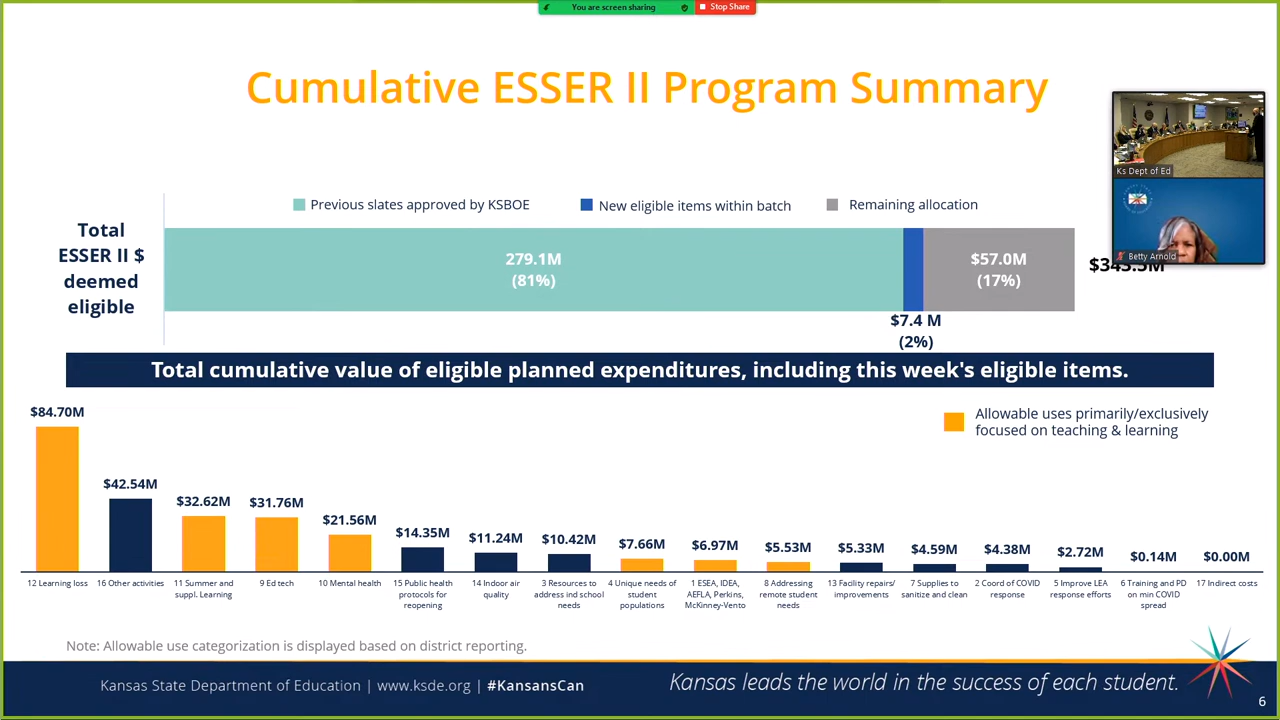 You are screen sharing
Stop Share
Cumulative ESSER II Program Summary
Ks Dept of Ed
Betty Arnold
Previous slates approved by KSBOE
New eligible items within batch
Remaining allocation
Total
ESSER II $
deemed
eligible
279.1M
(81%)
$57.0M
(17%)
$7.4 M
(2%)
Total cumulative value of eligible planned expenditures, including this week's eligible items.
Allowable uses primarily/exclusively
focused on teaching & learning
$84.70M
$42.54M
$32.62M
$31.76M
$21.56M
$14.35M
$11.24M
$10.42M
$7.66M
$6.97M
$5.53M
$5.33M
$4.59M
$4.38M
$2.72M
$0.14M
$0.00M
12 Learning loss
16 Other activities
11 Summer and
suppl. Learning
9 Ed tech
10 Mental health
15 Public health
protocols for
reopening
14 Indoor air
quality
3 Resources to
address ind school
needs
4 Unique needs of
student
populations
1 ESEA, IDEA,
AEFLA, Perkins,
McKinney-Vento
8 Addressing
remote student
needs
13 Facility repairs/
improvements
7 Supplies to
sanitize and clean
2 Coord of COVID
response
5 Improve LEA
response efforts
6 Training and PD
on min COVID
spread
17 Indirect costs
Note: Allowable use categorization is displayed based on district reporting.
Kansas State Department of Education | www.ksde.org | #KansansCan
Kansas leads the world in the success of each student.
6